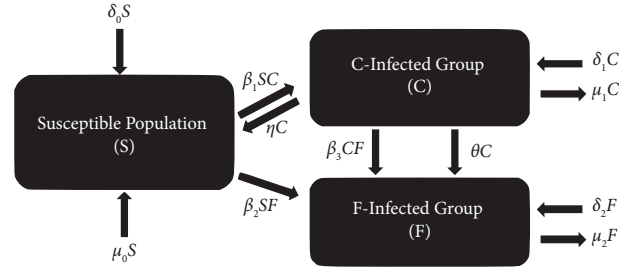 δ₀S
Susceptible Population
(S)
μ₀S
β₁SC
ηC
β₂SF
C-Infected Group
(C)
δ₁C
μ₁C
β₃CF
θC
F-Infected Group
(F)
δ₂F
μ₂F